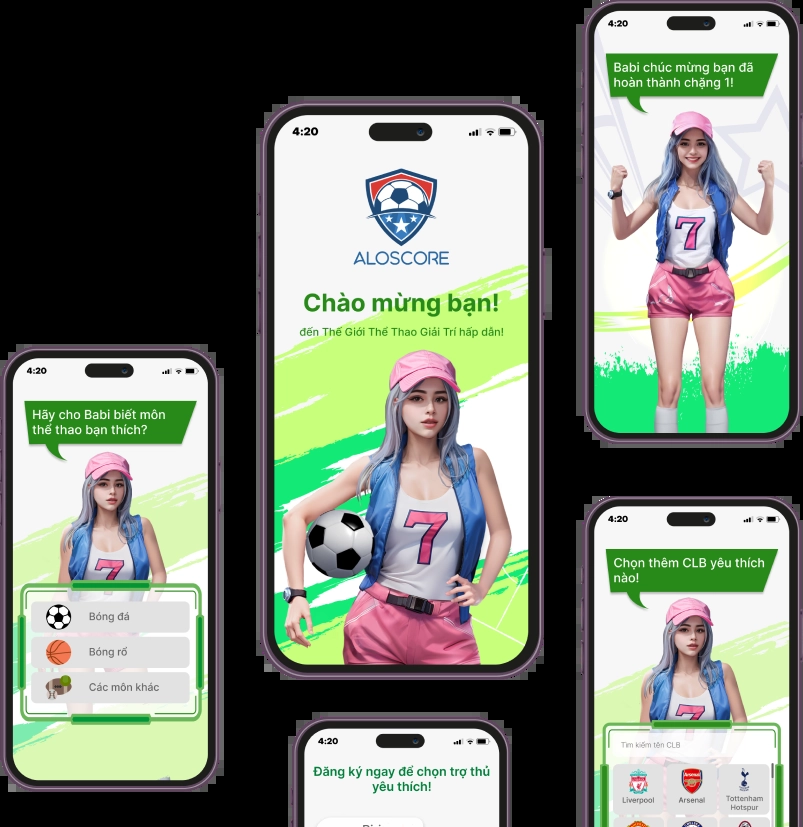 4:20
Babi chúc mừng bạn đã
hoàn thành chặng 1!
7
4:20
ALOSCORE
Chào mừng bạn!
đến Thế Giới Thể Thao Giải Trí hấp dẫn!
7
4:20
Hãy cho Babi biết môn
thể thao bạn thích?
7
Bóng đá
Bóng rổ
Các môn khác
4:20
Chọn thêm CLB yêu thích
nào!
7
Tìm kiếm tên CLB
Liverpool
Arsenal
Arsenal
Tottenham
Hotspur
4:20
Đăng ký ngay để chọn trợ thủ
yêu thích!